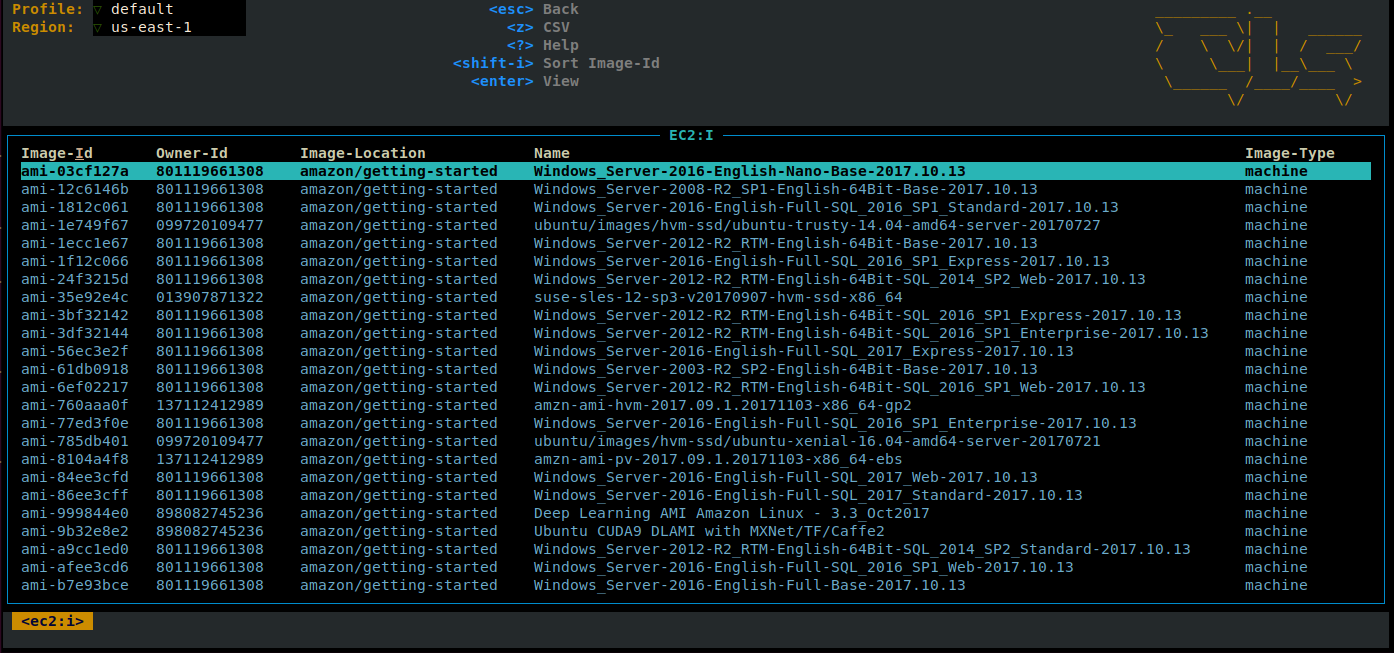 Profile: ▽ default
Region: ▽ us-east-1
<esc> Back
<z> CSV
<?> Help
<shift-i> Sort Image-Id
<enter> View
EC2:I
Image-Id Owner-Id Image-Location Name Image-Type
ami-03cf127a 801119661308 amazon/getting-started Windows_Server-2016-English-Nano-Base-2017.10.13 machine
ami-12c6146b 801119661308 amazon/getting-started Windows_Server-2008-R2_SP1-English-64Bit-Base-2017.10.13 machine
ami-1812c061 801119661308 amazon/getting-started Windows_Server-2016-English-Full-SQL_2016_SP1_Standard-2017.10.13 machine
ami-1e749f67 099720109477 amazon/getting-started ubuntu/images/hvm-ssd/ubuntu-trusty-14.04-amd64-server-20170727 machine
ami-1ecc1e67 801119661308 amazon/getting-started Windows_Server-2012-R2_RTM-English-64Bit-Base-2017.10.13 machine
ami-1f12c066 801119661308 amazon/getting-started Windows_Server-2016-English-Full-SQL_2016_SP1_Express-2017.10.13 machine
ami-24f3215d 801119661308 amazon/getting-started Windows_Server-2012-R2_RTM-English-64Bit-SQL_2014_SP2_Web-2017.10.13 machine
ami-35e92e4c 013907871322 amazon/getting-started suse-sles-12-sp3-v20170907-hvm-ssd-x86_64 machine
ami-3bf32142 801119661308 amazon/getting-started Windows_Server-2012-R2_RTM-English-64Bit-SQL_2016_SP1_Express-2017.10.13 machine
ami-3df32144 801119661308 amazon/getting-started Windows_Server-2012-R2_RTM-English-64Bit-SQL_2016_SP1_Enterprise-2017.10.13 machine
ami-56ec3e2f 801119661308 amazon/getting-started Windows_Server-2016-English-Full-SQL_2017_Express-2017.10.13 machine
ami-61db0918 801119661308 amazon/getting-started Windows_Server-2003-R2_SP2-English-64Bit-Base-2017.10.13 machine
ami-6ef02217 801119661308 amazon/getting-started Windows_Server-2012-R2_RTM-English-64Bit-SQL_2016_SP1_Web-2017.10.13 machine
ami-760aaa0f 137112412989 amazon/getting-started amzn-ami-hvm-2017.09.1.20171103-x86_64-gp2 machine
ami-77ed3f0e 801119661308 amazon/getting-started Windows_Server-2016-English-Full-SQL_2016_SP1_Enterprise-2017.10.13 machine
ami-785db401 099720109477 amazon/getting-started ubuntu/images/hvm-ssd/ubuntu-xenial-16.04-amd64-server-20170721 machine
ami-8104a4f8 137112412989 amazon/getting-started amzn-ami-pv-2017.09.1.20171103-x86_64-ebs machine
ami-84ee3cfd 801119661308 amazon/getting-started Windows_Server-2016-English-Full-SQL_2017_Web-2017.10.13 machine
ami-86ee3cff 801119661308 amazon/getting-started Windows_Server-2016-English-Full-SQL_2017_Standard-2017.10.13 machine
ami-999844e0 898082745236 amazon/getting-started Deep Learning AMI Amazon Linux - 3.3_Oct2017 machine
ami-9b32e8e2 898082745236 amazon/getting-started Ubuntu CUDA9 DLAMI with MXNet/TF/Caffe2 machine
ami-a9cc1ed0 801119661308 amazon/getting-started Windows_Server-2012-R2_RTM-English-64Bit-SQL_2014_SP2_Standard-2017.10.13 machine
ami-afee3cd6 801119661308 amazon/getting-started Windows_Server-2016-English-Full-SQL_2016_SP1_Web-2017.10.13 machine
ami-b7e93bce 801119661308 amazon/getting-started Windows_Server-2016-English-Full-Base-2017.10.13 machine
<ec2:i>